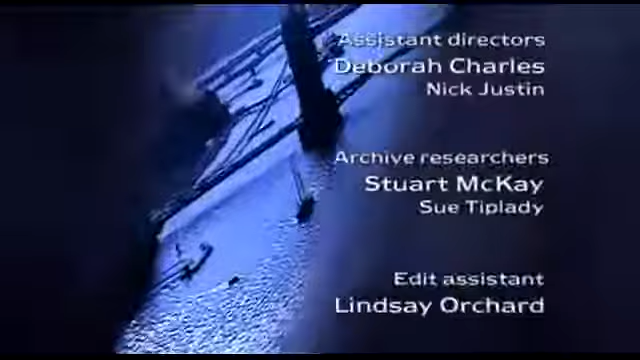 Assistant directors
Deborah Charles
Nick Justin
Archive researchers
Stuart McKay
Sue Tiplady
Edit assistant
Lindsay Orchard